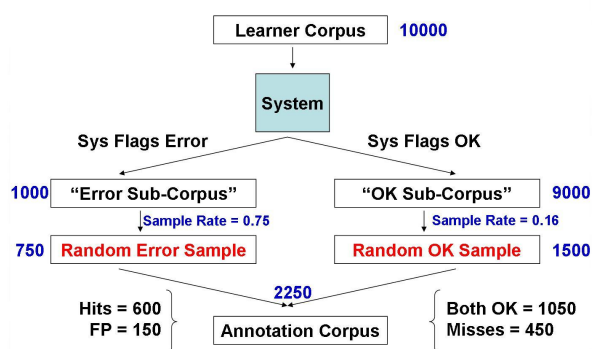 Learner Corpus 10000
System
Sys Flags Error Sys Flags OK
1000 “Error Sub-Corpus” “OK Sub-Corpus” 9000
Sample Rate = 0.75 Sample Rate = 0.16
750 Random Error Sample Random OK Sample 1500
2250
Hits = 600 Both OK = 1050
FP = 150 Annotation Corpus Misses = 450